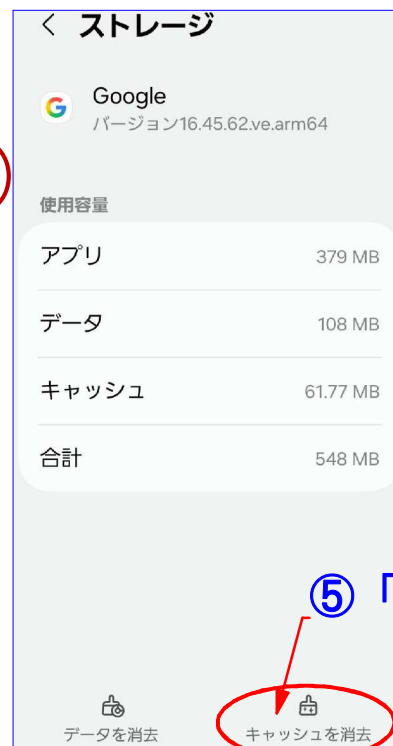 ストレージ
Google
バージョン16.45.62.ve.arm64
使用容量
アプリ 379 MB
データ 108 MB
キャッシュ 61.77 MB
合計 548 MB
⑤「
データを消去 キャッシュを消去